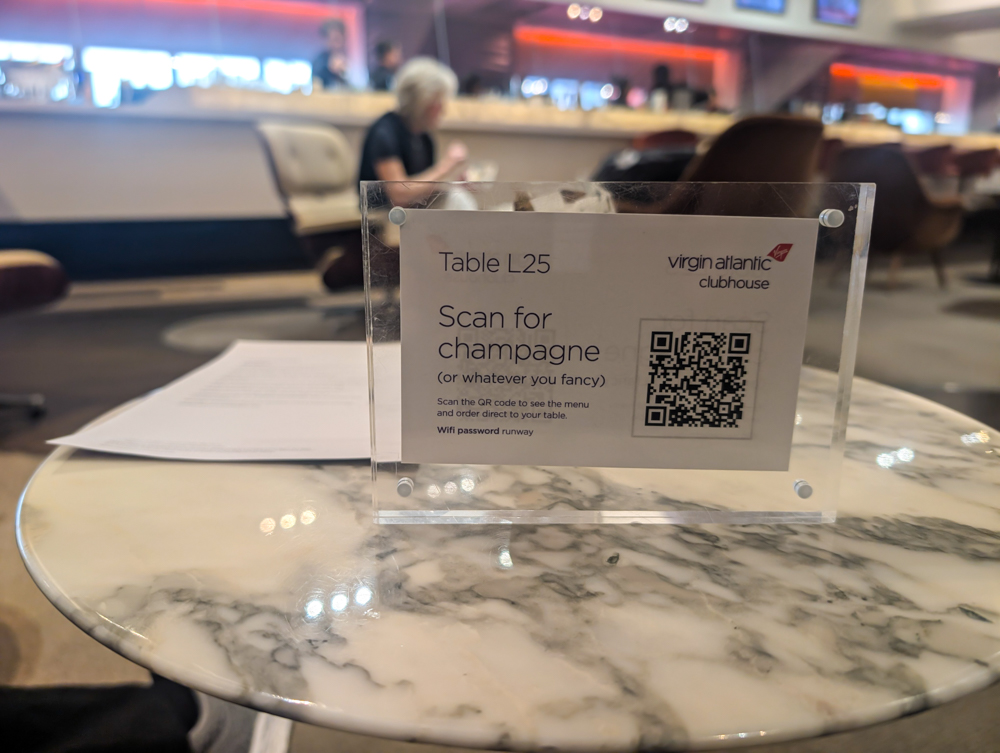 Table L25
virgin atlantic
clubhouse
Scan for
champagne
(or whatever you fancy)
Scan the QR code to see the menu
and order direct to your table.
Wifi password runway